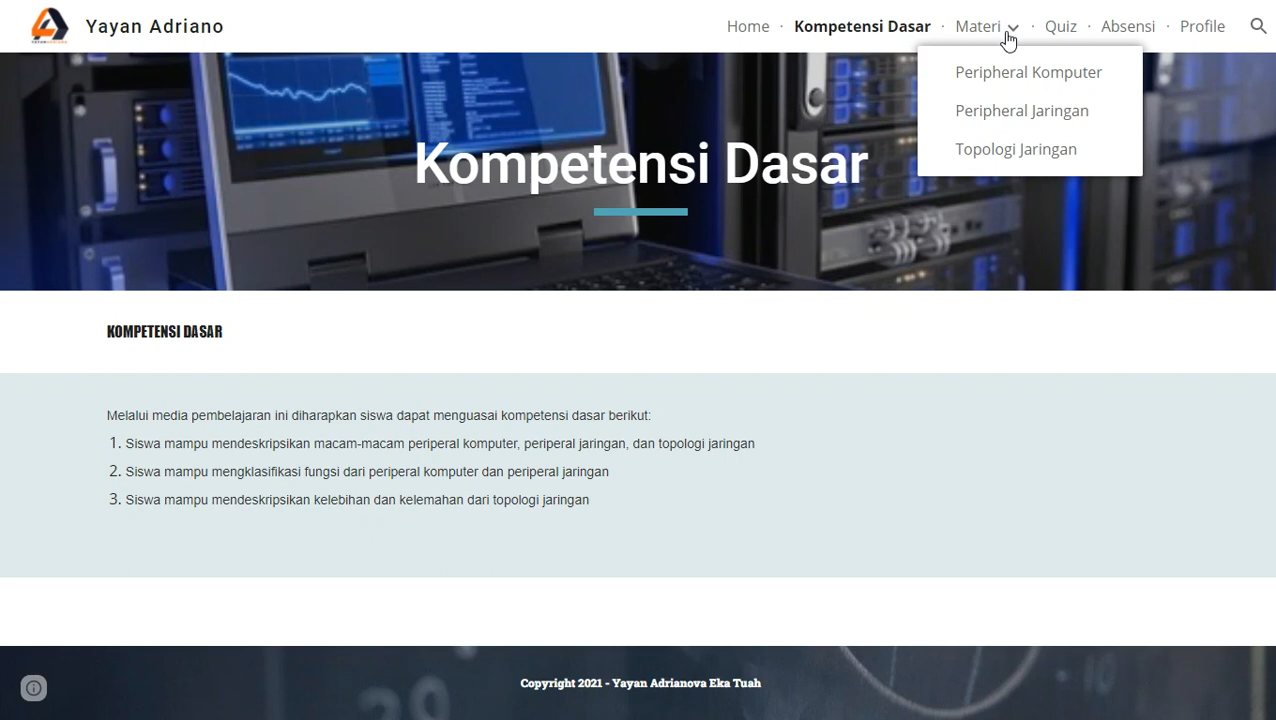 YAYAN ADRIANO
Yayan Adriano
Home · Kompetensi Dasar · Materi · Quiz · Absensi · Profile
Peripheral Komputer
Peripheral Jaringan
Topologi Jaringan
Kompetensi Dasar
KOMPETENSI DASAR
Melalui media pembelajaran ini diharapkan siswa dapat menguasai kompetensi dasar berikut:
1. Siswa mampu mendeskripsikan macam-macam periperal komputer, periperal jaringan, dan topologi jaringan
2. Siswa mampu mengklasifikasi fungsi dari periperal komputer dan periperal jaringan
3. Siswa mampu mendeskripsikan kelebihan dan kelemahan dari topologi jaringan
Copyright 2021 - Yayan Adrianova Eka Tuah